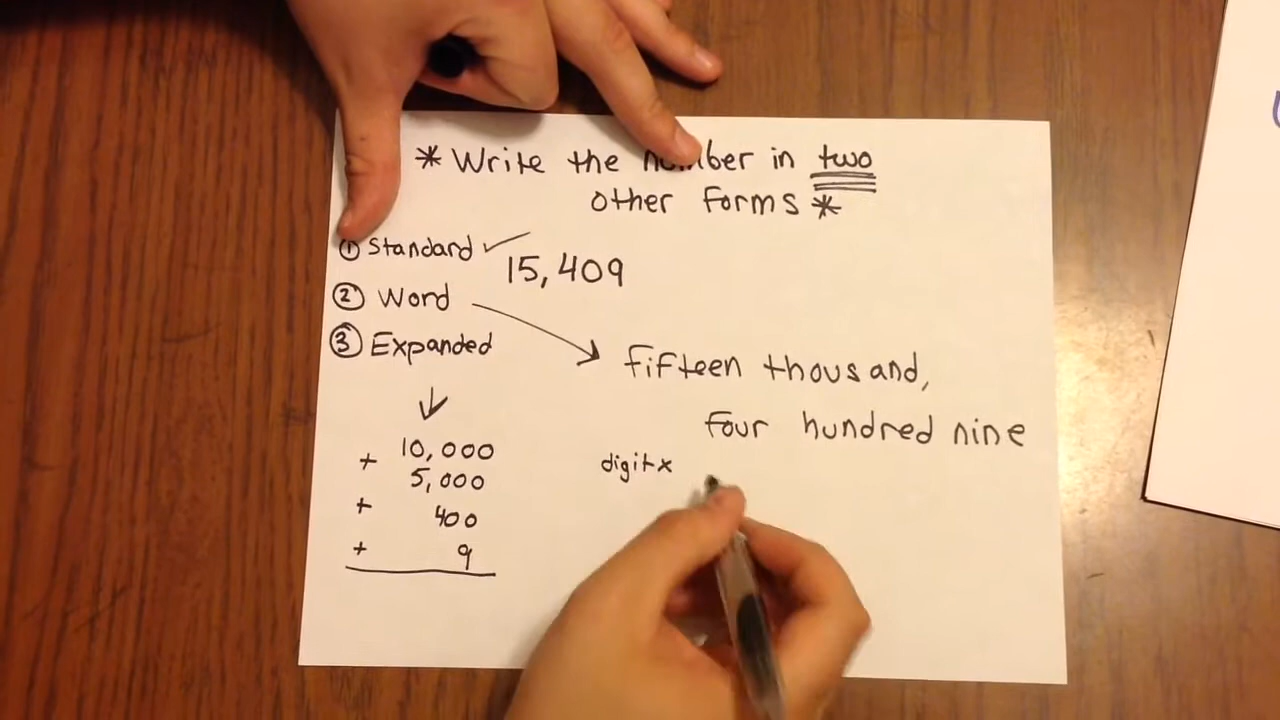 * Write the number in two
other forms *
① Standard ✓
15,409
② Word
③ Expanded
fifteen thousand,
four hundred nine
+ 10,000
5,000
+ 400
+ 9
digit x